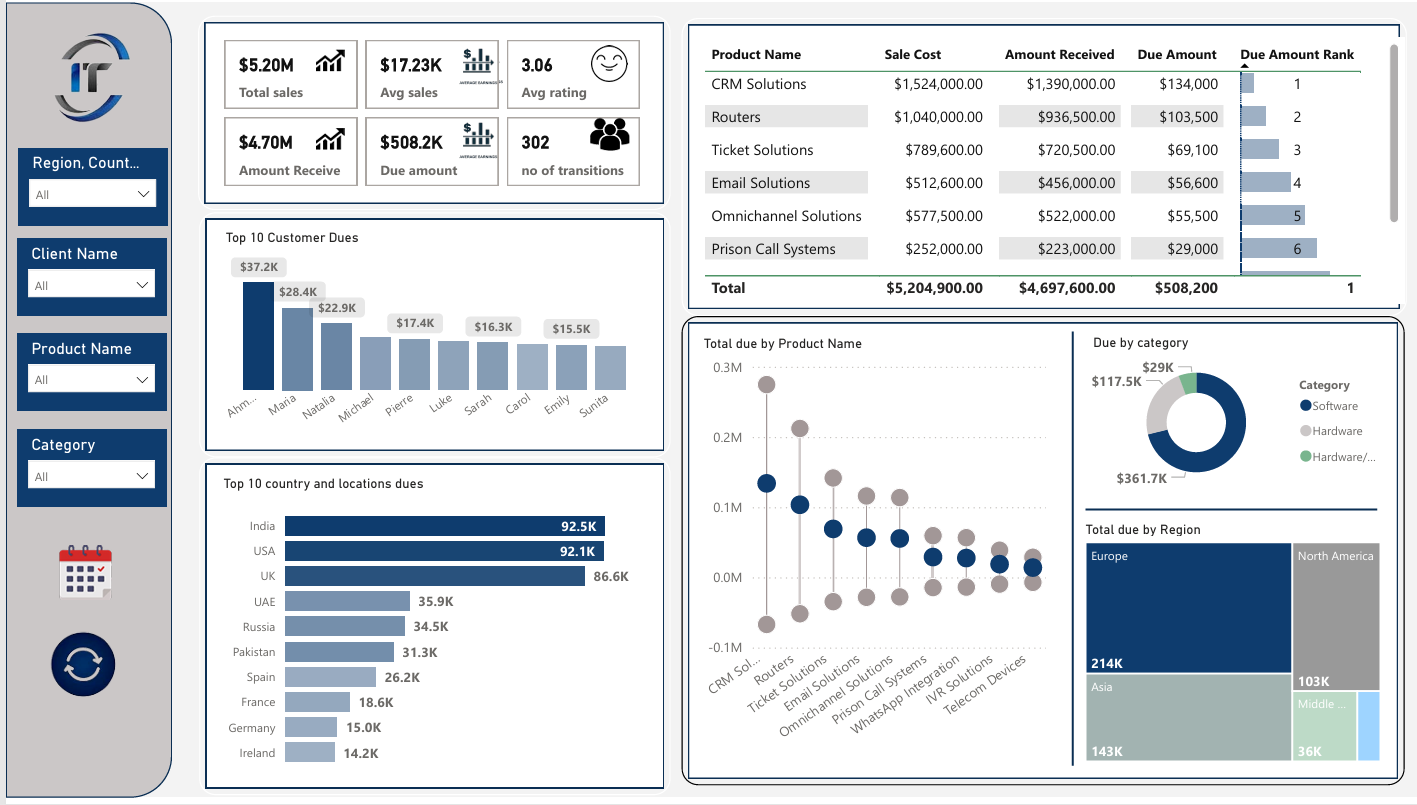 IT
Region, Count...
All
Client Name
All
Product Name
All
Category
All
$5.20M
Total sales
$17.23K
Avg sales
3.06
Avg rating
$4.70M
Amount Receive
$508.2K
Due amount
302
no of transitions
Top 10 Customer Dues
$37.2K
$28.4K
$22.9K
$17.4K
$16.3K
$15.5K
Ahm... Maria Natalia Michael Pierre Luke Sarah Carol Emily Sunita
Top 10 country and locations dues
India 92.5K
USA 92.1K
UK 86.6K
UAE 35.9K
Russia 34.5K
Pakistan 31.3K
Spain 26.2K
France 18.6K
Germany 15.0K
Ireland 14.2K
Product Name Sale Cost Amount Received Due Amount Due Amount Rank
CRM Solutions $1,524,000.00 $1,390,000.00 $134,000 1
Routers $1,040,000.00 $936,500.00 $103,500 2
Ticket Solutions $789,600.00 $720,500.00 $69,100 3
Email Solutions $512,600.00 $456,000.00 $56,600 4
Omnichannel Solutions $577,500.00 $522,000.00 $55,500 5
Prison Call Systems $252,000.00 $223,000.00 $29,000 6
Total $5,204,900.00 $4,697,600.00 $508,200 1
Total due by Product Name
0.3M
0.2M
0.1M
0.0M
-0.1M
CRM Sol... Routers Ticket Solutions Email Solutions Omnichannel Solutions Prison Call Systems WhatsApp Integration IVR Solutions Telecom Devices
Due by category
$29K
$117.5K
$361.7K
Category
Software
Hardware
Hardware/...
Total due by Region
Europe
214K
North America
103K
Asia
143K
Middle ...
36K